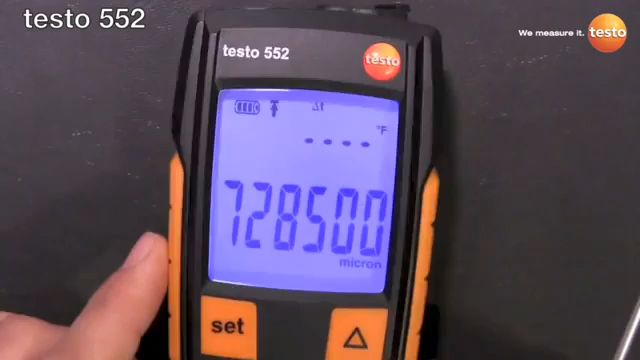 testo 552
We measure it. testo
testo 552
testo
Δt
°F
- - - -
728500
micron
set
△